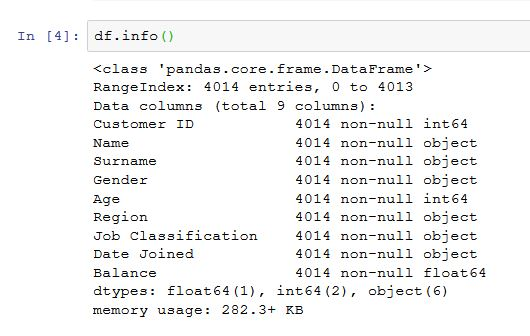 In [4]: df.info()
<class 'pandas.core.frame.DataFrame'>
RangeIndex: 4014 entries, 0 to 4013
Data columns (total 9 columns):
Customer ID           4014 non-null int64
Name                  4014 non-null object
Surname               4014 non-null object
Gender                4014 non-null object
Age                   4014 non-null int64
Region                4014 non-null object
Job Classification    4014 non-null object
Date Joined           4014 non-null object
Balance               4014 non-null float64
dtypes: float64(1), int64(2), object(6)
memory usage: 282.3+ KB